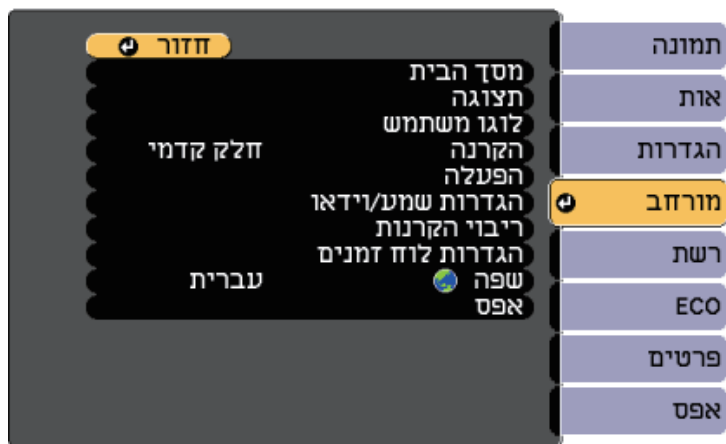 תמונה
אות
הגדרות
מורחב
רשת
ECO
פרטים
אפס
חזור
מסך הבית
תצוגה
לוגו משתמש
הקרנה חלק קדמי
הפעלה
הגדרות שמע/וידאו
ריבוי הקרנות
הגדרות לוח זמנים
שפה עברית
אפס